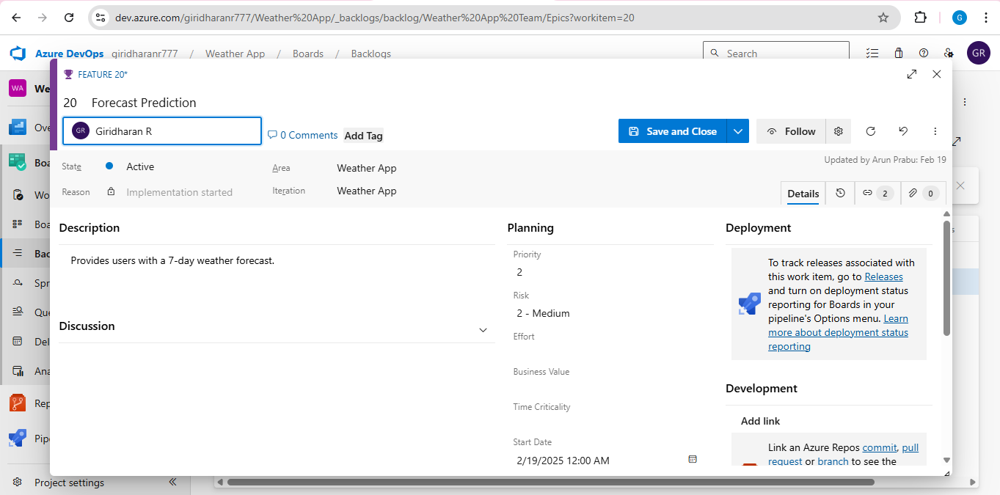 dev.azure.com/giridharanr777/Weather%20App/_backlogs/backlog/Weather%20App%20Team/Epics?workitem=20
G
Azure DevOps giridharanr777 / Weather App / Boards / Backlogs
Search
GR
WA
We
Ove
Boa
Wo
Boa
Bac
Spr
Que
Del
Ana
Rep
Pipe
Project settings
FEATURE 20*
20 Forecast Prediction
GR Giridharan R
0 Comments
Add Tag
Save and Close
Follow
State
Active
Area
Weather App
Updated by Arun Prabu: Feb 19
Reason
Implementation started
Iteration
Weather App
Details
2
0
Description
Provides users with a 7-day weather forecast.
Discussion
Planning
Priority
2
Risk
2 - Medium
Effort
Business Value
Time Criticality
Start Date
2/19/2025 12:00 AM
Deployment
To track releases associated with
this work item, go to Releases
and turn on deployment status
reporting for Boards in your
pipeline's Options menu. Learn
more about deployment status
reporting
Development
Add link
Link an Azure Repos commit, pull
request or branch to see the